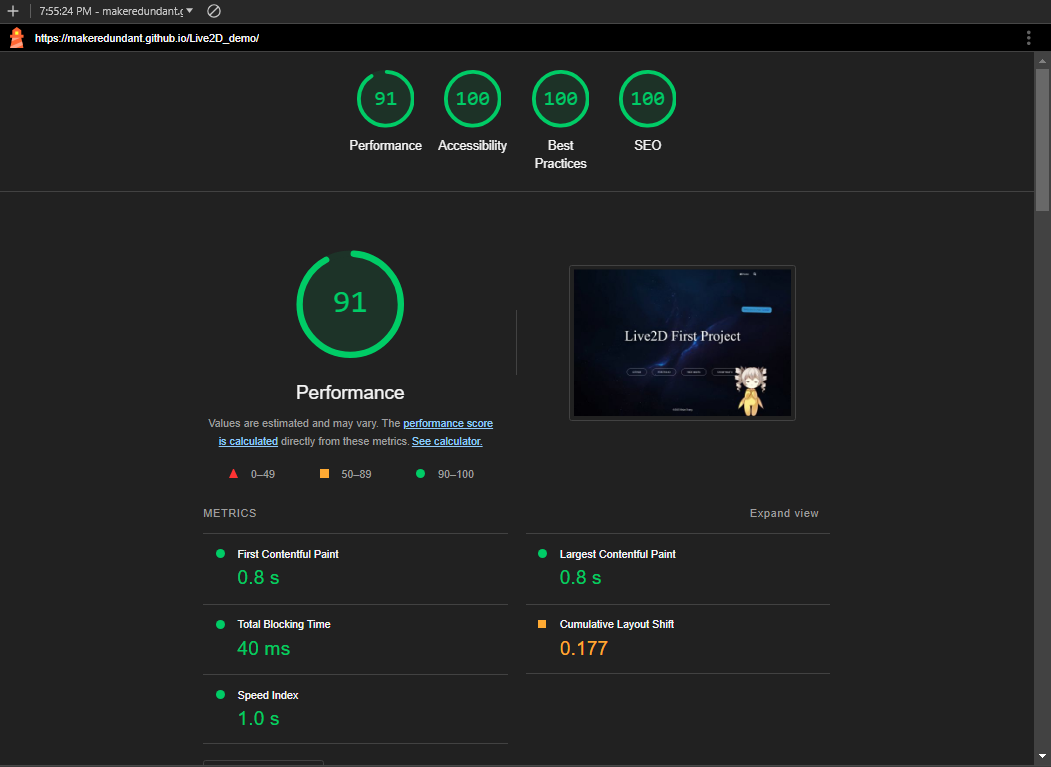 7:55:24 PM - makeredundant.g
https://makeredundant.github.io/Live2D_demo/
91
100
100
100
Performance
Accessibility
Best
Practices
SEO
91
Performance
Values are estimated and may vary. The performance score
is calculated directly from these metrics. See calculator.
0–49
50–89
90–100
Live2D First Project
METRICS
Expand view
First Contentful Paint
0.8 s
Largest Contentful Paint
0.8 s
Total Blocking Time
40 ms
Cumulative Layout Shift
0.177
Speed Index
1.0 s